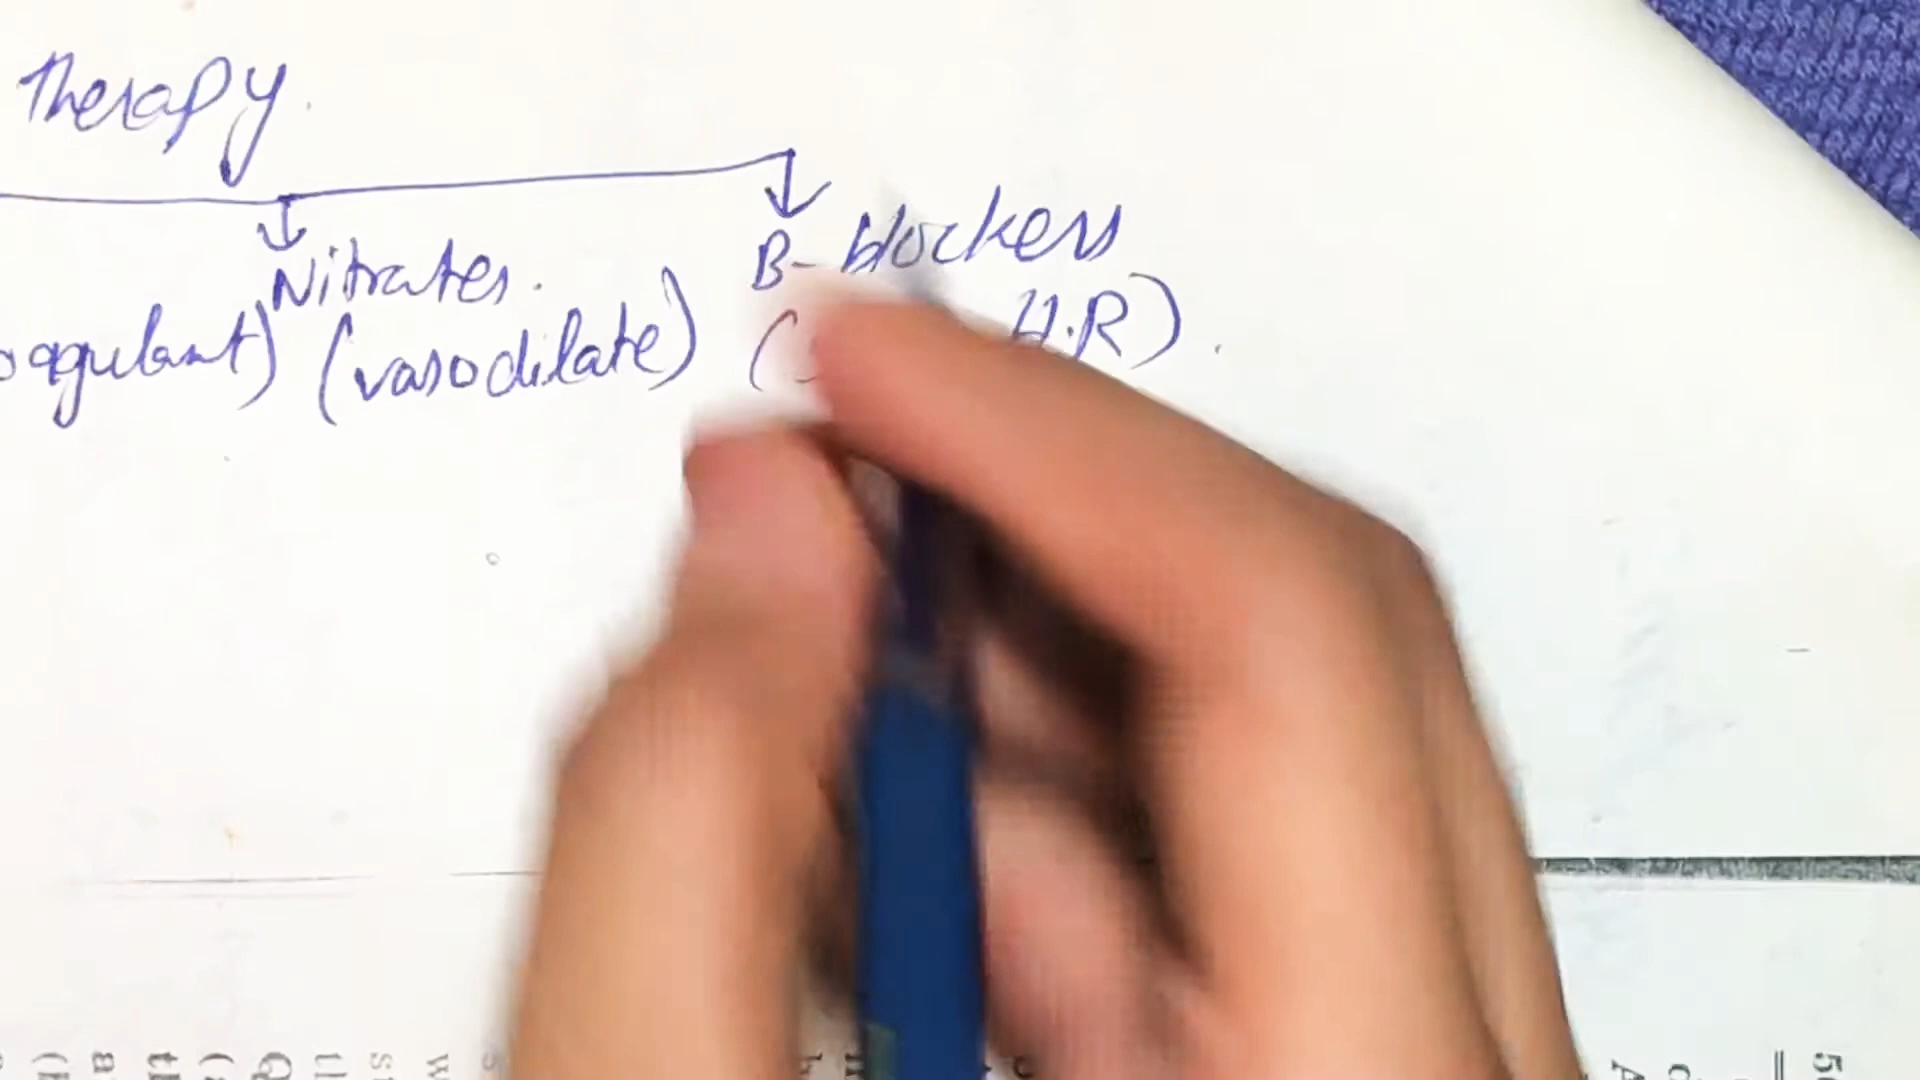 Therapy.
Nitrates. B-blockers
oagulant) (vasodilate) ( H.R).